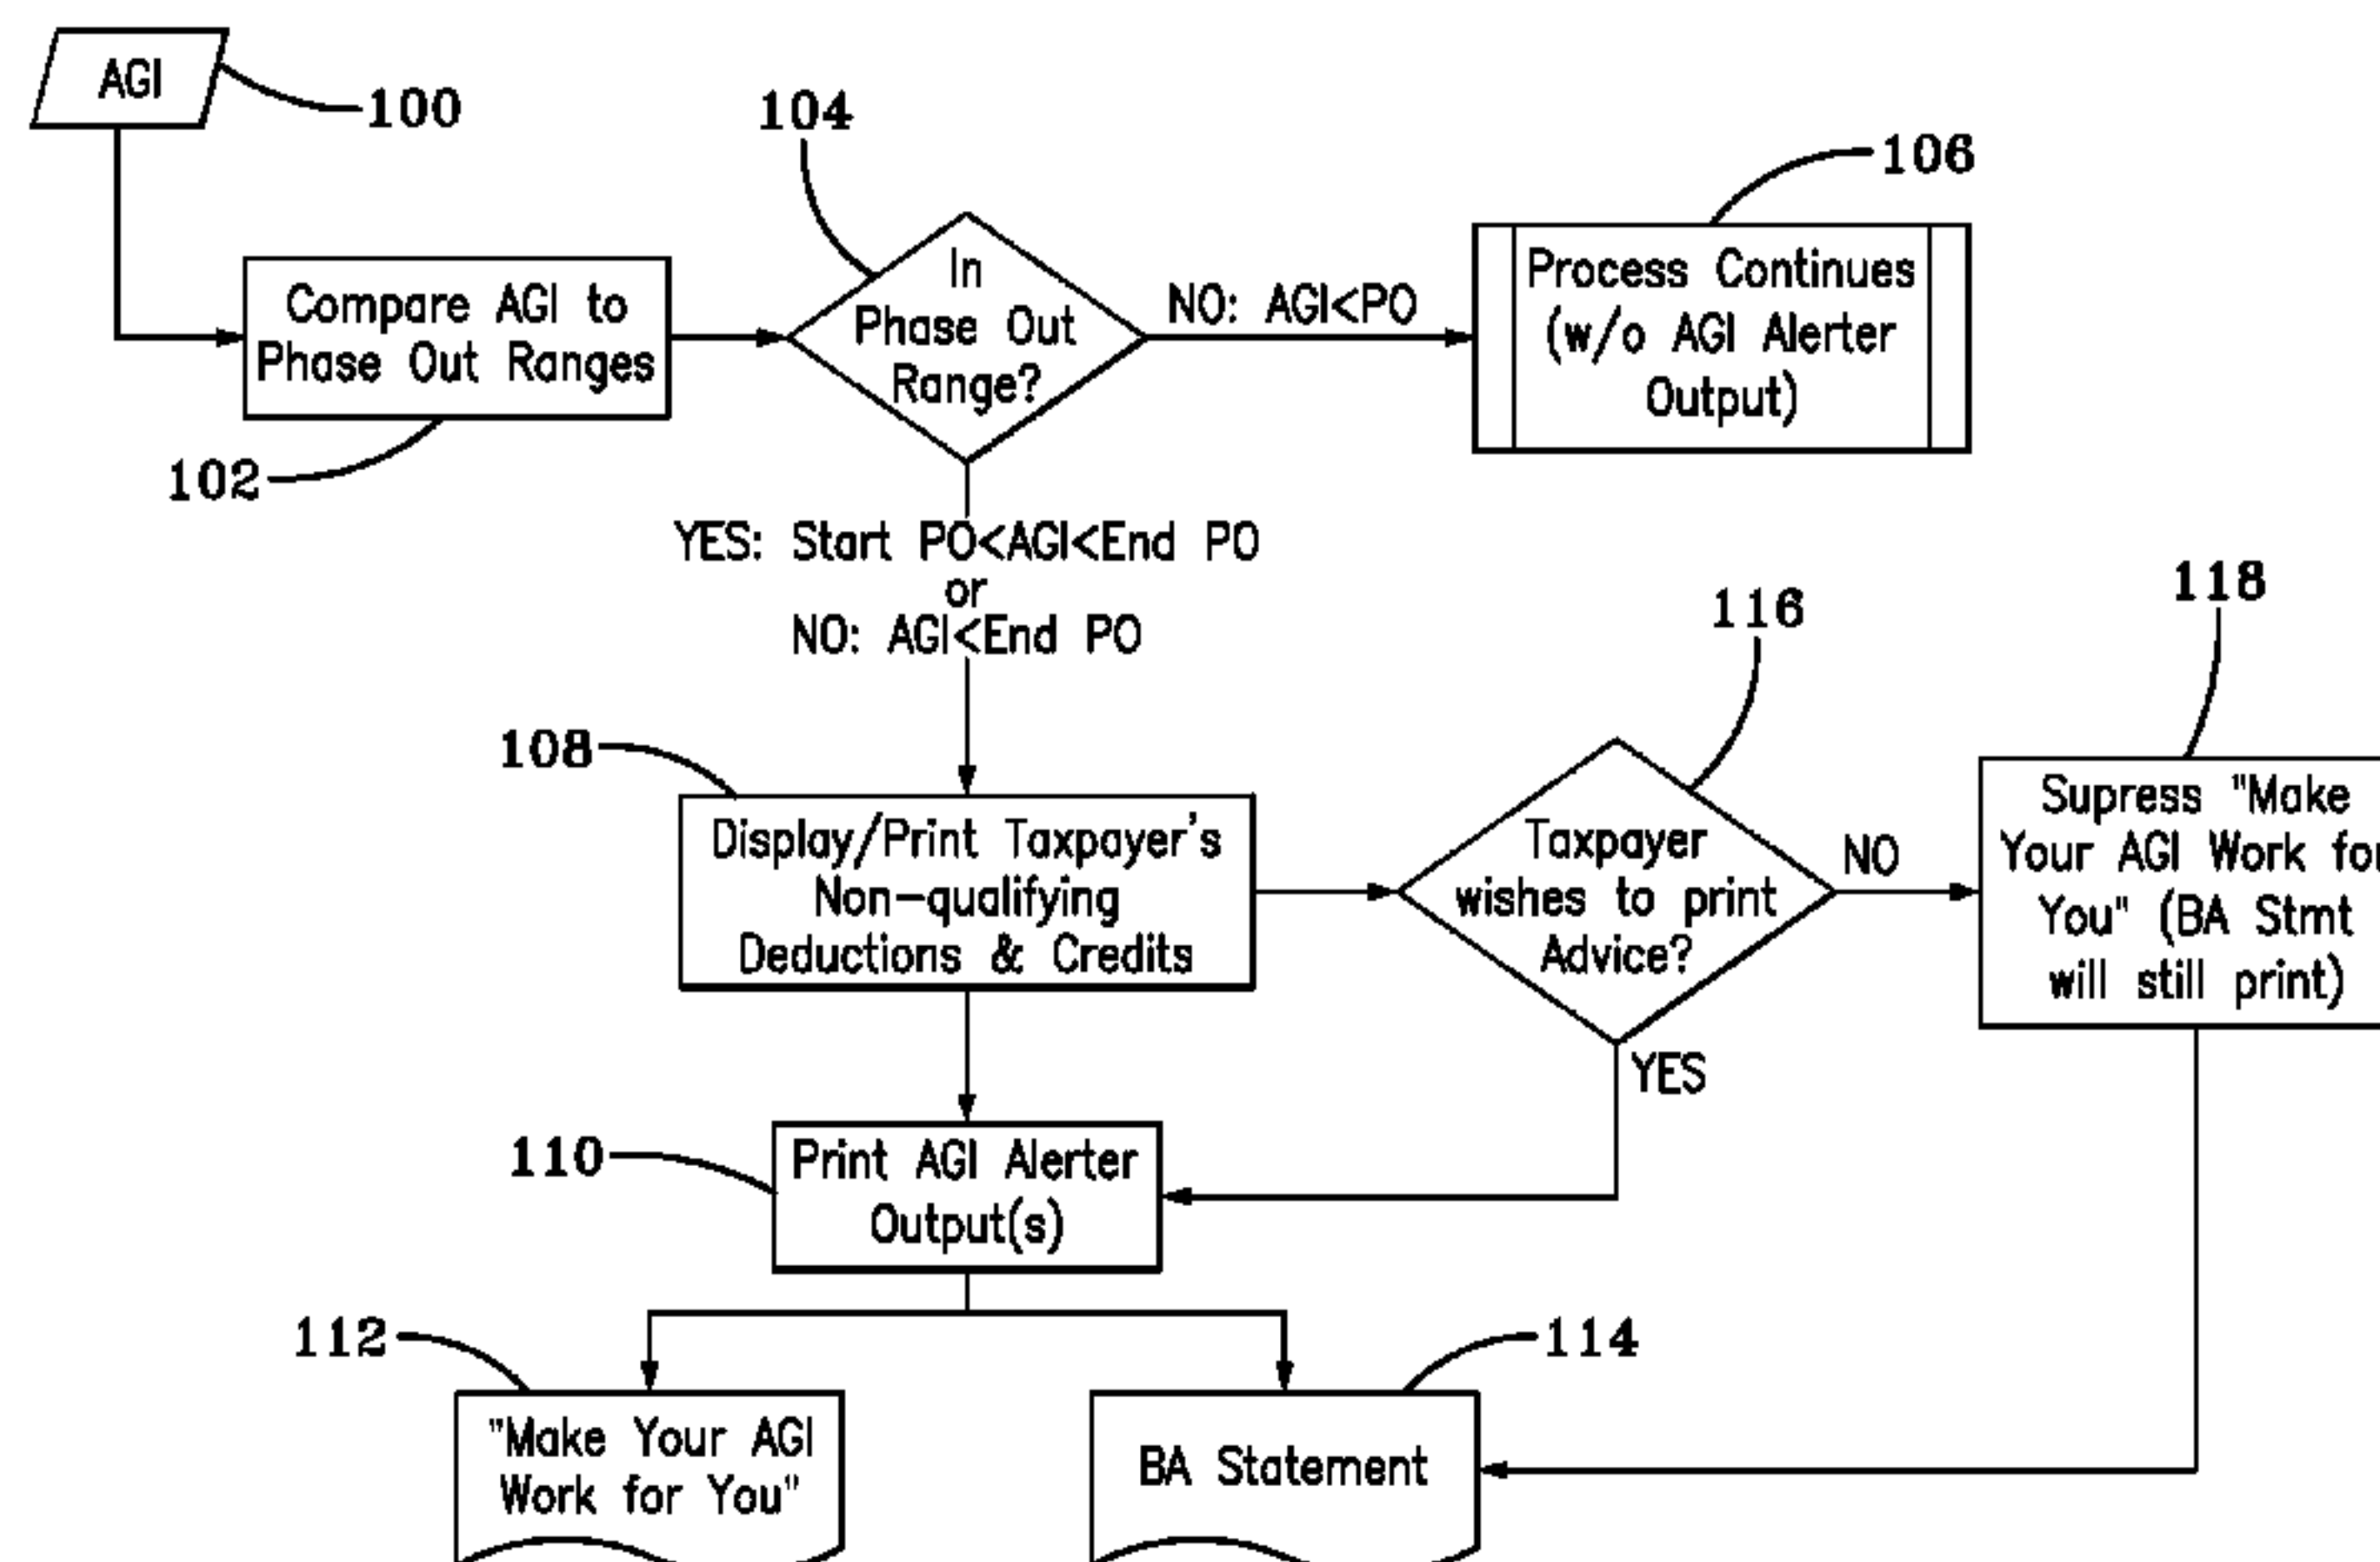 AGI
100
104
106
Compare AGI to
Phase Out Ranges
102
In
Phase Out
Range?
NO: AGI<PO
Process Continues
(w/o AGI Alerter
Output)
YES: Start PO<AGI<End PO
or
NO: AGI<End PO
116
118
108
Display/Print Taxpayer's
Non-qualifying
Deductions & Credits
Taxpayer
wishes to print
Advice?
NO
YES
Supress "Make
Your AGI Work for
You" (BA Stmt
will still print)
110
Print AGI Alerter
Output(s)
112
114
"Make Your AGI
Work for You"
BA Statement